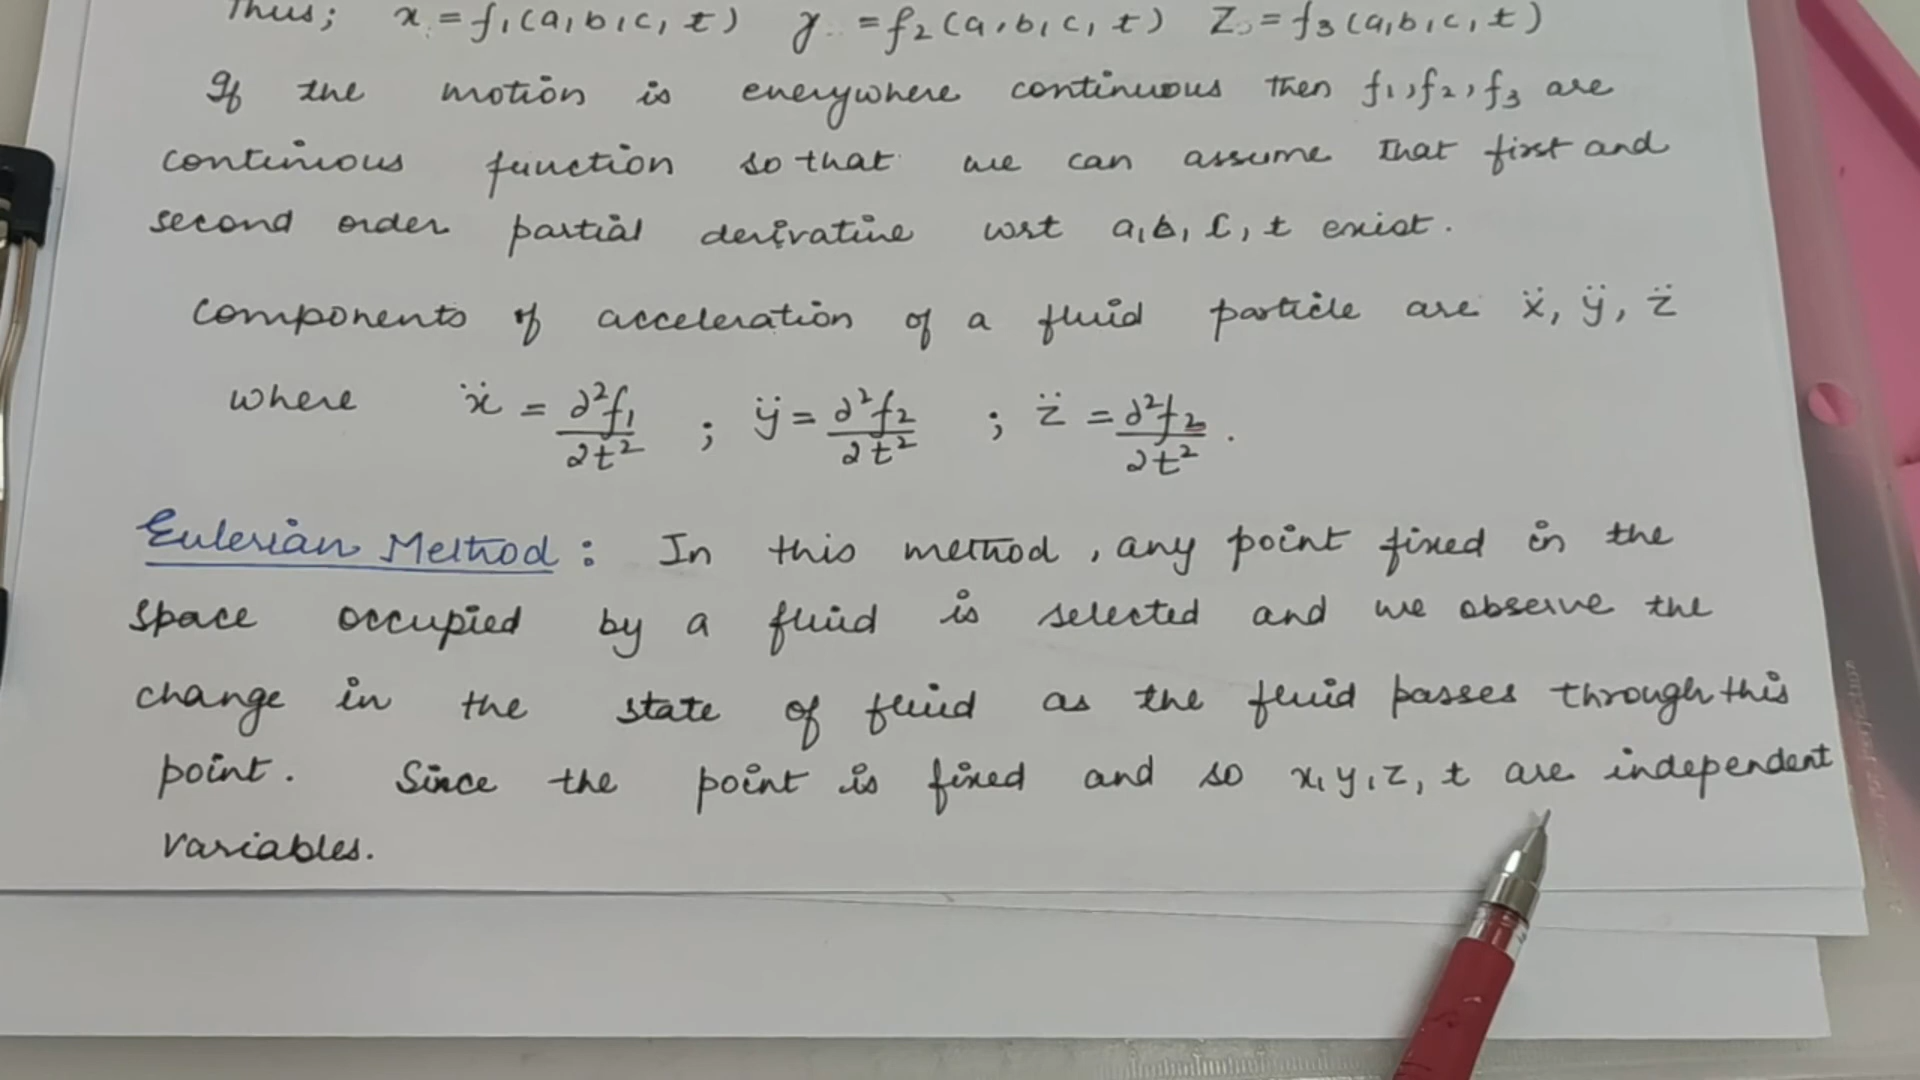 Thus; x = f₁(a,b,c, t) y = f₂(a,b,c, t) z = f₃(a,b,c, t)
If the motion is everywhere continuous then f₁,f₂,f₃ are
continuous function so that we can assume that first and
second order partial derivative wrt a,b, c, t exist.
components of acceleration of a fluid particle are ẍ, ÿ, z̈
where ẍ = ∂²f₁/∂t² ; ÿ = ∂²f₂/∂t² ; z̈ = ∂²f₂/∂t².
Eulerian Method : In this method, any point fixed in the
space occupied by a fluid is selected and we observe the
change in the state of fluid as the fluid passes through this
point. Since the point is fixed and so x,y,z, t are independent
variables.